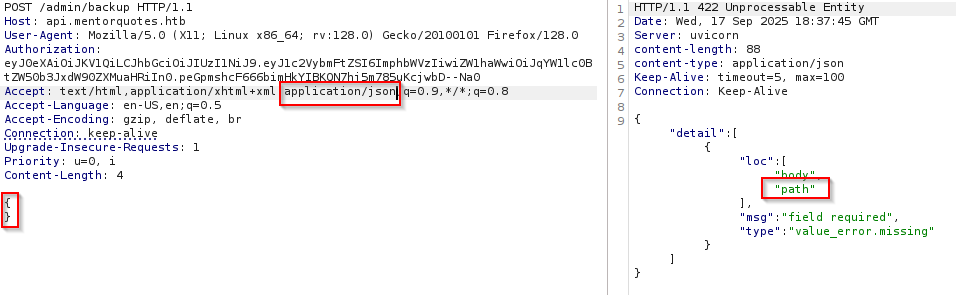 POST /admin/backup HTTP/1.1
Host: api.mentorquotes.htb
User-Agent: Mozilla/5.0 (X11; Linux x86_64; rv:128.0) Gecko/20100101 Firefox/128.0
Authorization:
eyJ0eXAiOiJKV1QiLCJhbGciOiJIUzI1NiJ9.eyJ1c2VybmFtZSI6ImphbWVzIiwiZW1haWwiOiJqYW1lc0B
tZW50b3JxdW90ZXMuaHRiIn0.peGpmshcF666bimHkYIBKON7hj5m785uKcjwbD--Na0
Accept: text/html,application/xhtml+xml,application/json,q=0.9,*/*;q=0.8
Accept-Language: en-US,en;q=0.5
Accept-Encoding: gzip, deflate, br
Connection: keep-alive
Upgrade-Insecure-Requests: 1
Priority: u=0, i
Content-Length: 4
{
}
1 HTTP/1.1 422 Unprocessable Entity
2 Date: Wed, 17 Sep 2025 18:37:45 GMT
3 Server: uvicorn
4 content-length: 88
5 content-type: application/json
6 Keep-Alive: timeout=5, max=100
7 Connection: Keep-Alive
8
9 {
"detail":[
{
"loc":[
"body",
"path"
],
"msg":"field required",
"type":"value_error.missing"
}
]
}